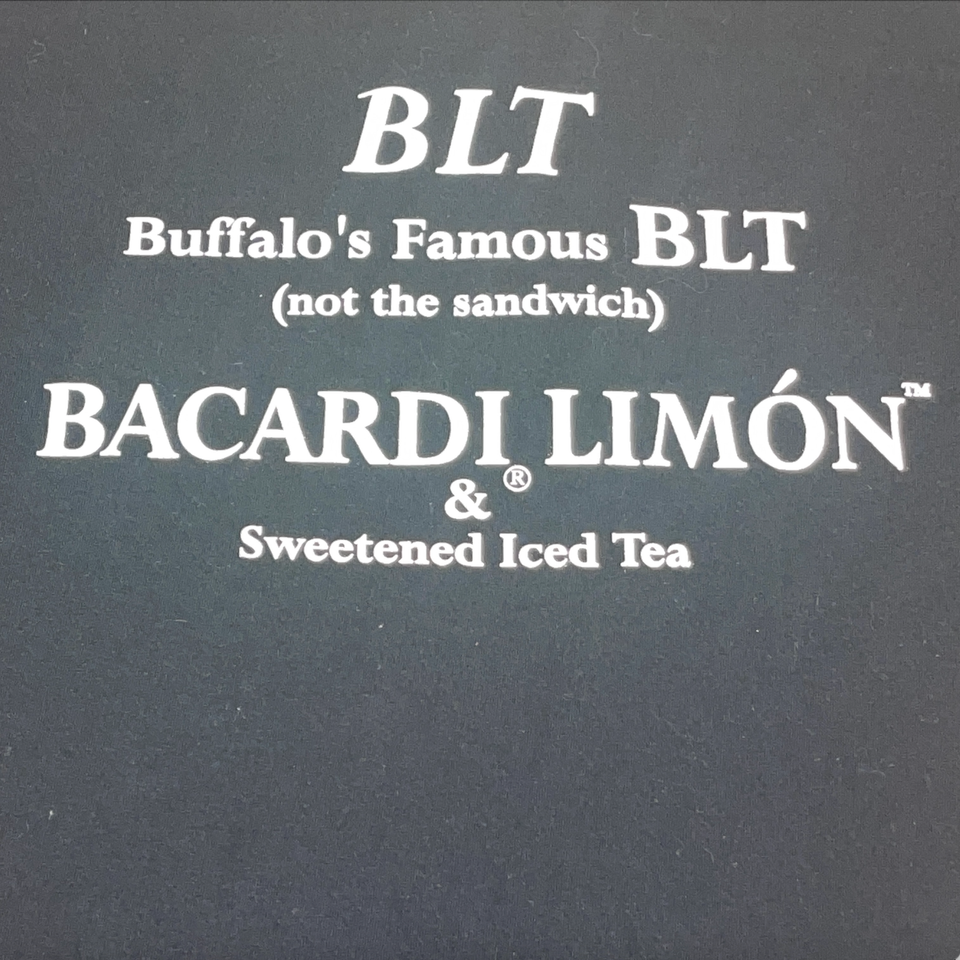 BLT
Buffalo's Famous BLT
(not the sandwich)
BACARDI® LIMÓN™
&
Sweetened Iced Tea